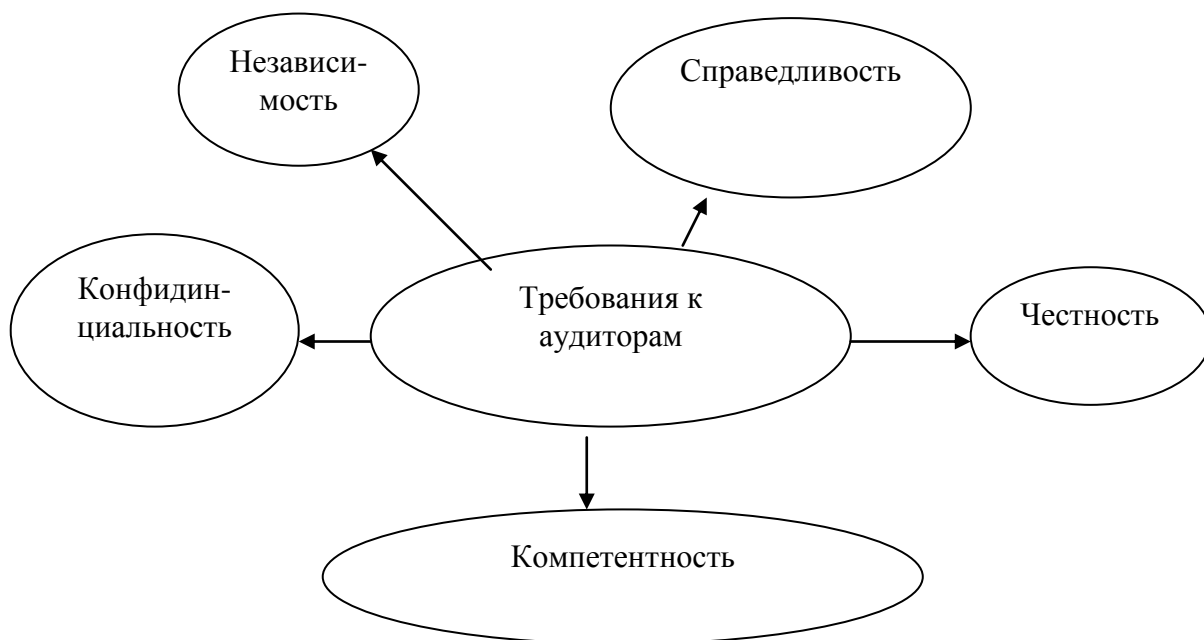 Независи-
мость
Справедливость
Конфидин-
циальность
Требования к
аудиторам
Честность
Компетентность